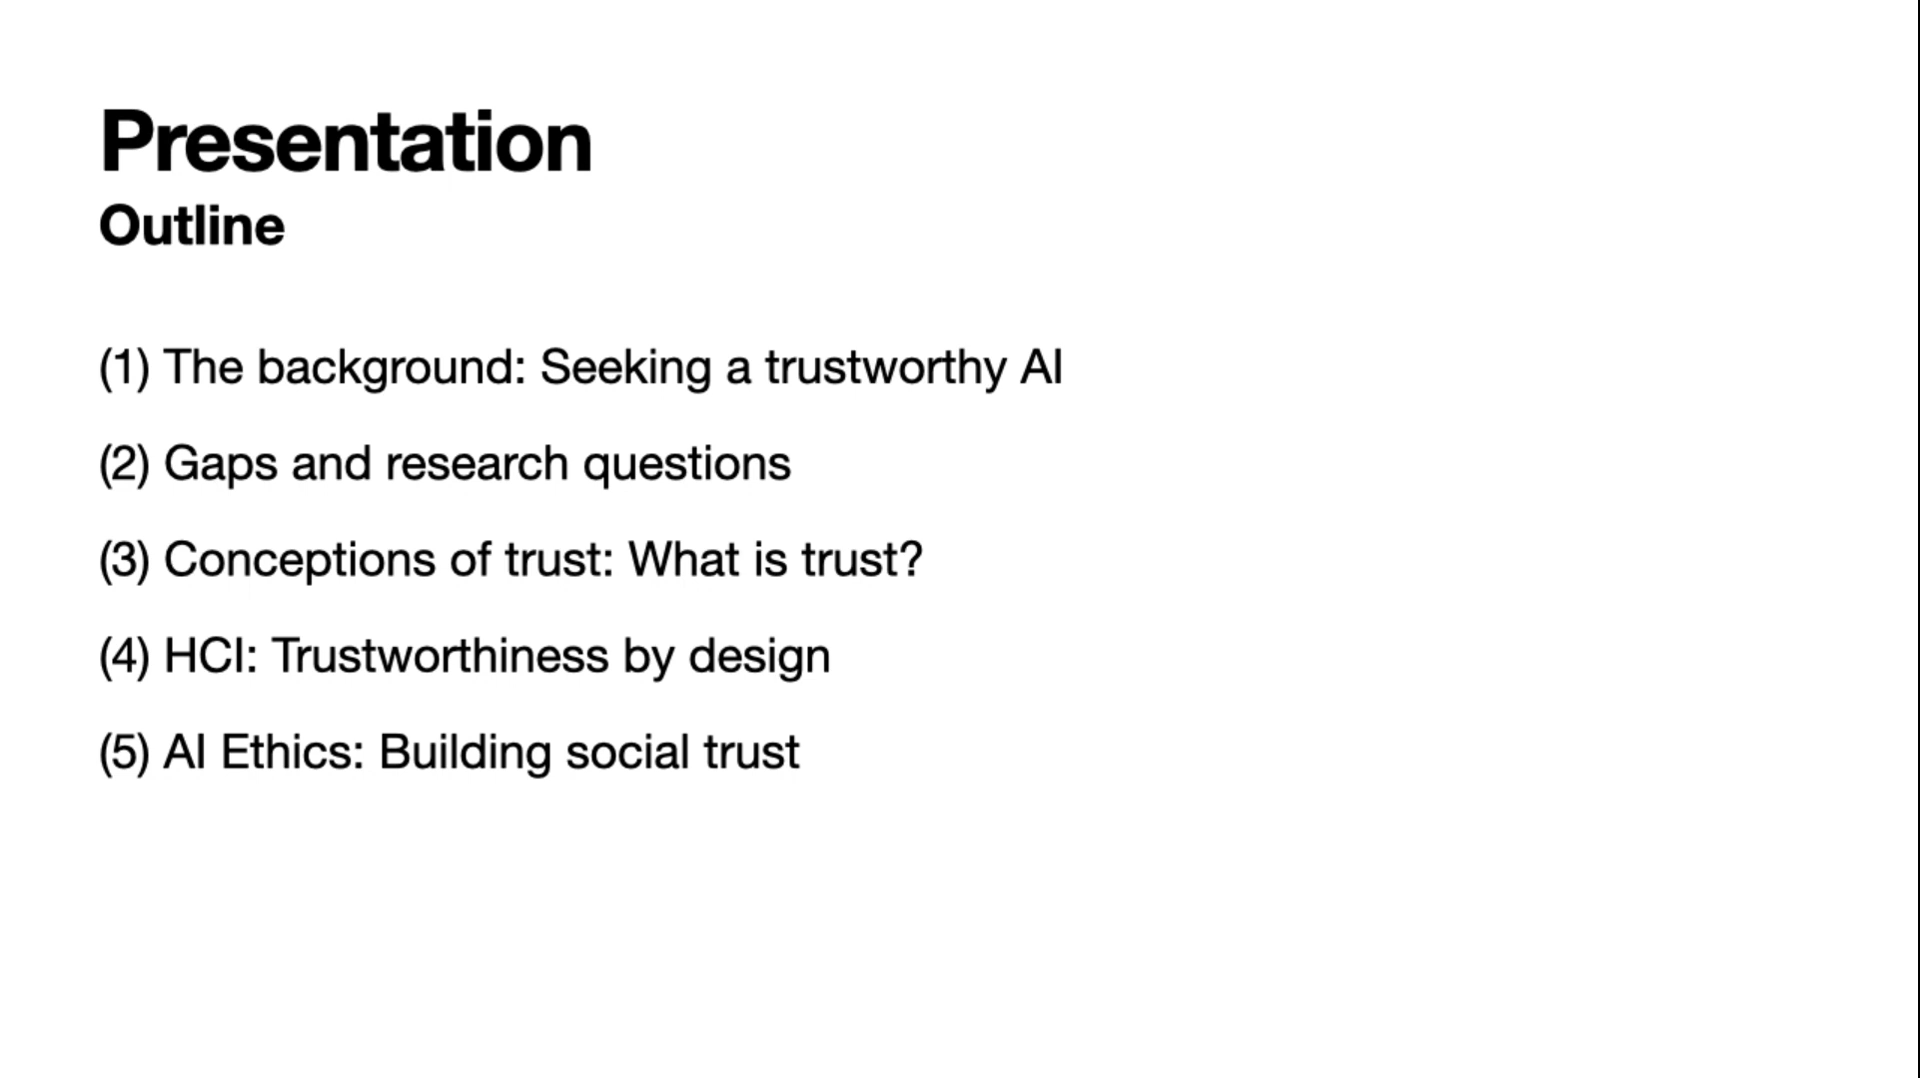 Presentation
Outline
(1) The background: Seeking a trustworthy AI
(2) Gaps and research questions
(3) Conceptions of trust: What is trust?
(4) HCI: Trustworthiness by design
(5) AI Ethics: Building social trust